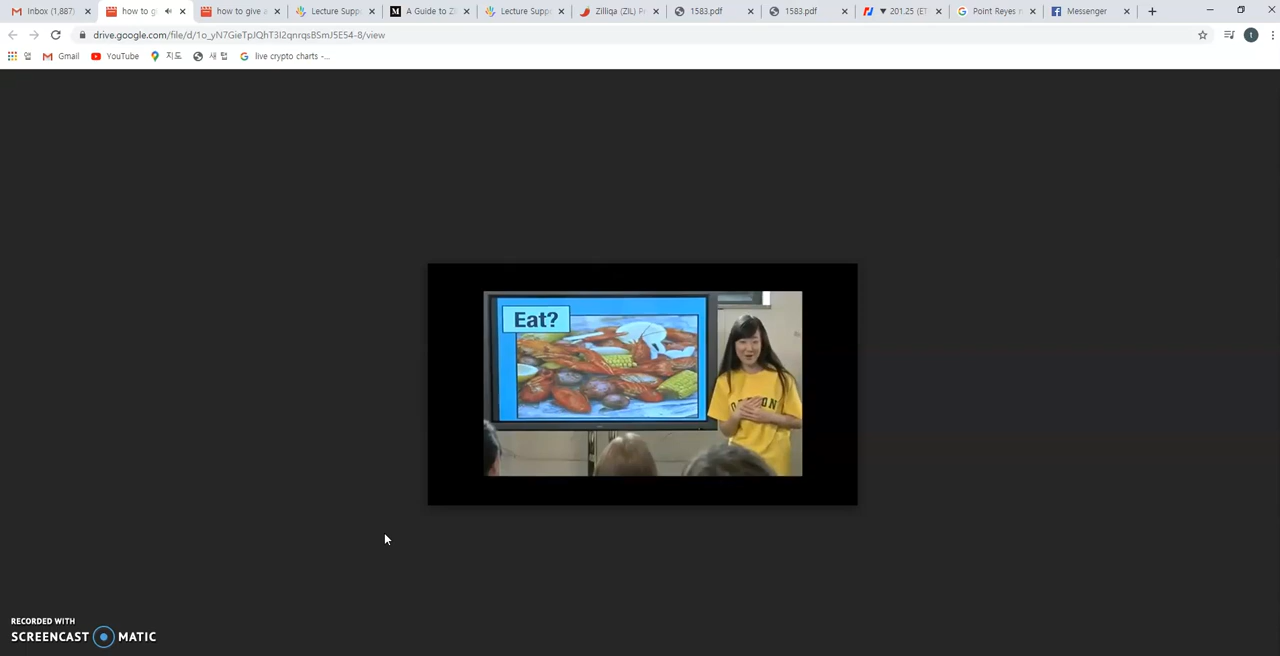 Inbox (1,887)
how to gi
how to give a
Lecture Supp
A Guide to Zi
Lecture Supp
Zilliqa (ZIL) P
1583.pdf
1583.pdf
▼ 201.25 (ET
Point Reyes n
Messenger
drive.google.com/file/d/1o_yN7GieTpJQhT3I2qnrqsBSmJ5E54-8/view
앱
Gmail
YouTube
지도
새 탭
live crypto charts -...
Eat?
RECORDED WITH
SCREENCAST MATIC